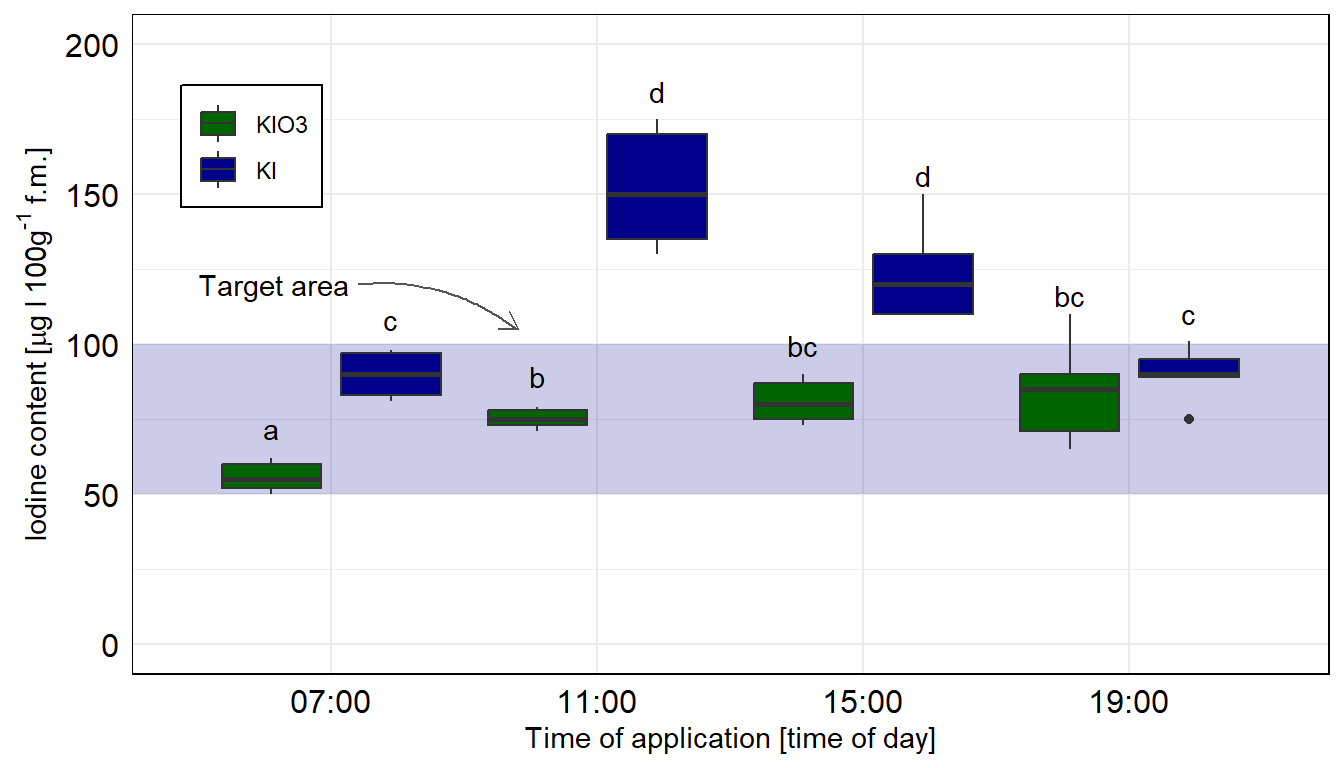 200
150
100
50
0
Iodine content [µg I 100g⁻¹ f.m.]
KIO3
KI
Target area
a
c
b
d
bc
d
bc
c
07:00 11:00 15:00 19:00
Time of application [time of day]